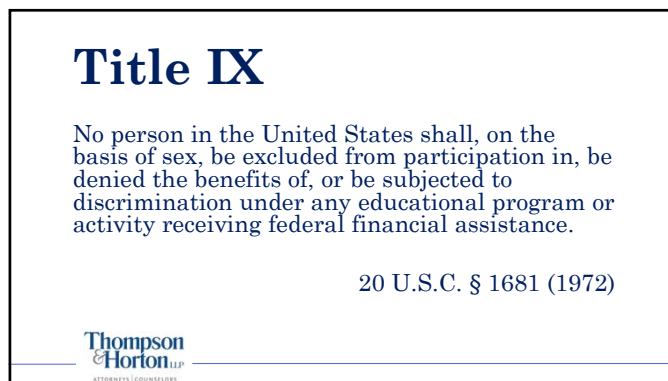 Title IX
No person in the United States shall, on the
basis of sex, be excluded from participation in, be
denied the benefits of, or be subjected to
discrimination under any educational program or
activity receiving federal financial assistance.
20 U.S.C. § 1681 (1972)
Thompson
&Horton LLP
ATTORNEYS | COUNSELORS